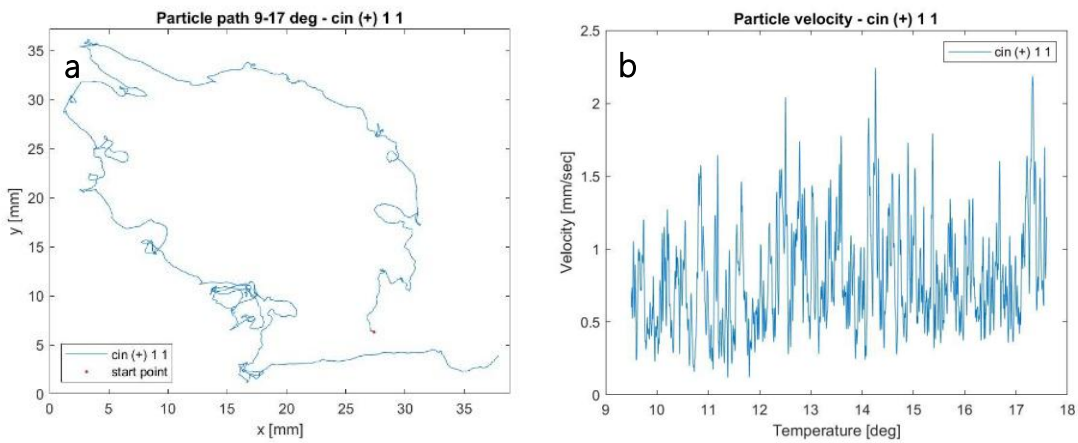 Particle path 9-17 deg - cin (+) 1 1
a
35
30
25
20
15
10
5
0
y [mm]
cin (+) 1 1
start point
0 5 10 15 20 25 30 35
x [mm]
Particle velocity - cin (+) 1 1
b
2.5
2
1.5
1
0.5
0
Velocity [mm/sec]
cin (+) 1 1
9 10 11 12 13 14 15 16 17 18
Temperature [deg]